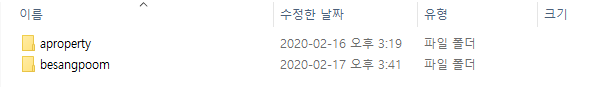 이름 수정한 날짜 유형 크기
aproperty 2020-02-16 오후 3:19 파일 폴더
besangpoom 2020-02-17 오후 3:41 파일 폴더